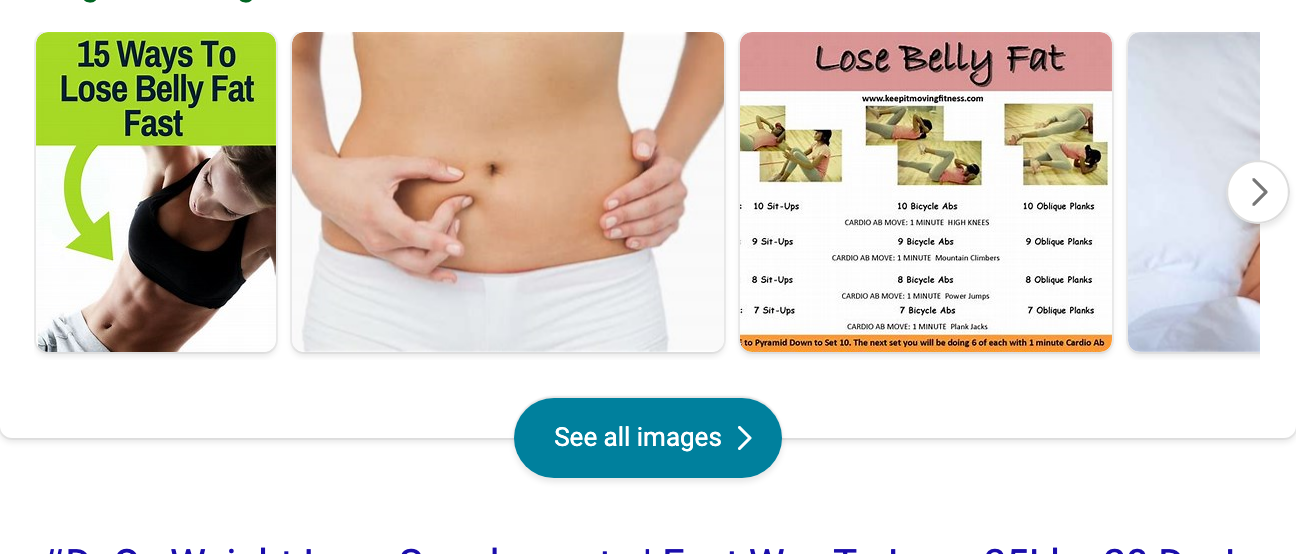 15 Ways To
Lose Belly Fat
Fast
Lose Belly Fat
www.keepitmovingfitness.com
: 10 Sit-Ups 10 Bicycle Abs 10 Oblique Planks
CARDIO AB MOVE: 1 MINUTE HIGH KNEES
: 9 Sit-Ups 9 Bicycle Abs 9 Oblique Planks
CARDIO AB MOVE: 1 MINUTE Mountain Climbers
8 Sit-Ups 8 Bicycle Abs 8 Oblique Planks
CARDIO AB MOVE: 1 MINUTE Power Jumps
: 7 Sit-Ups 7 Bicycle Abs 7 Oblique Planks
CARDIO AB MOVE: 1 MINUTE Plank Jacks
to Pyramid Down to Set 10. The next set you will be doing 6 of each with 1 minute Cardio Ab
See all images